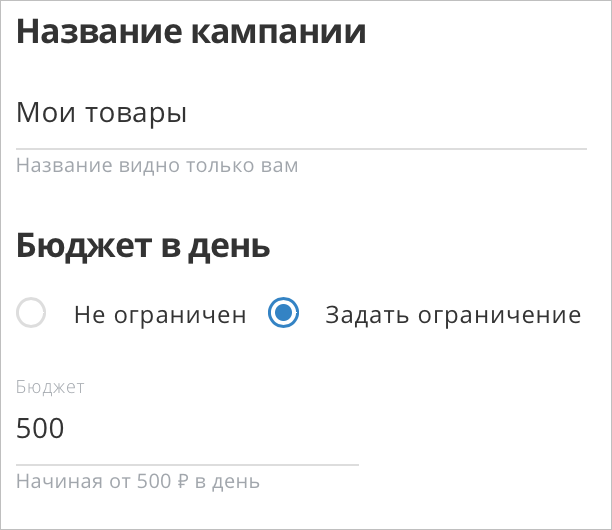 Название кампании
Мои товары
Название видно только вам
Бюджет в день
Не ограничен Задать ограничение
Бюджет
500
Начиная от 500 ₽ в день